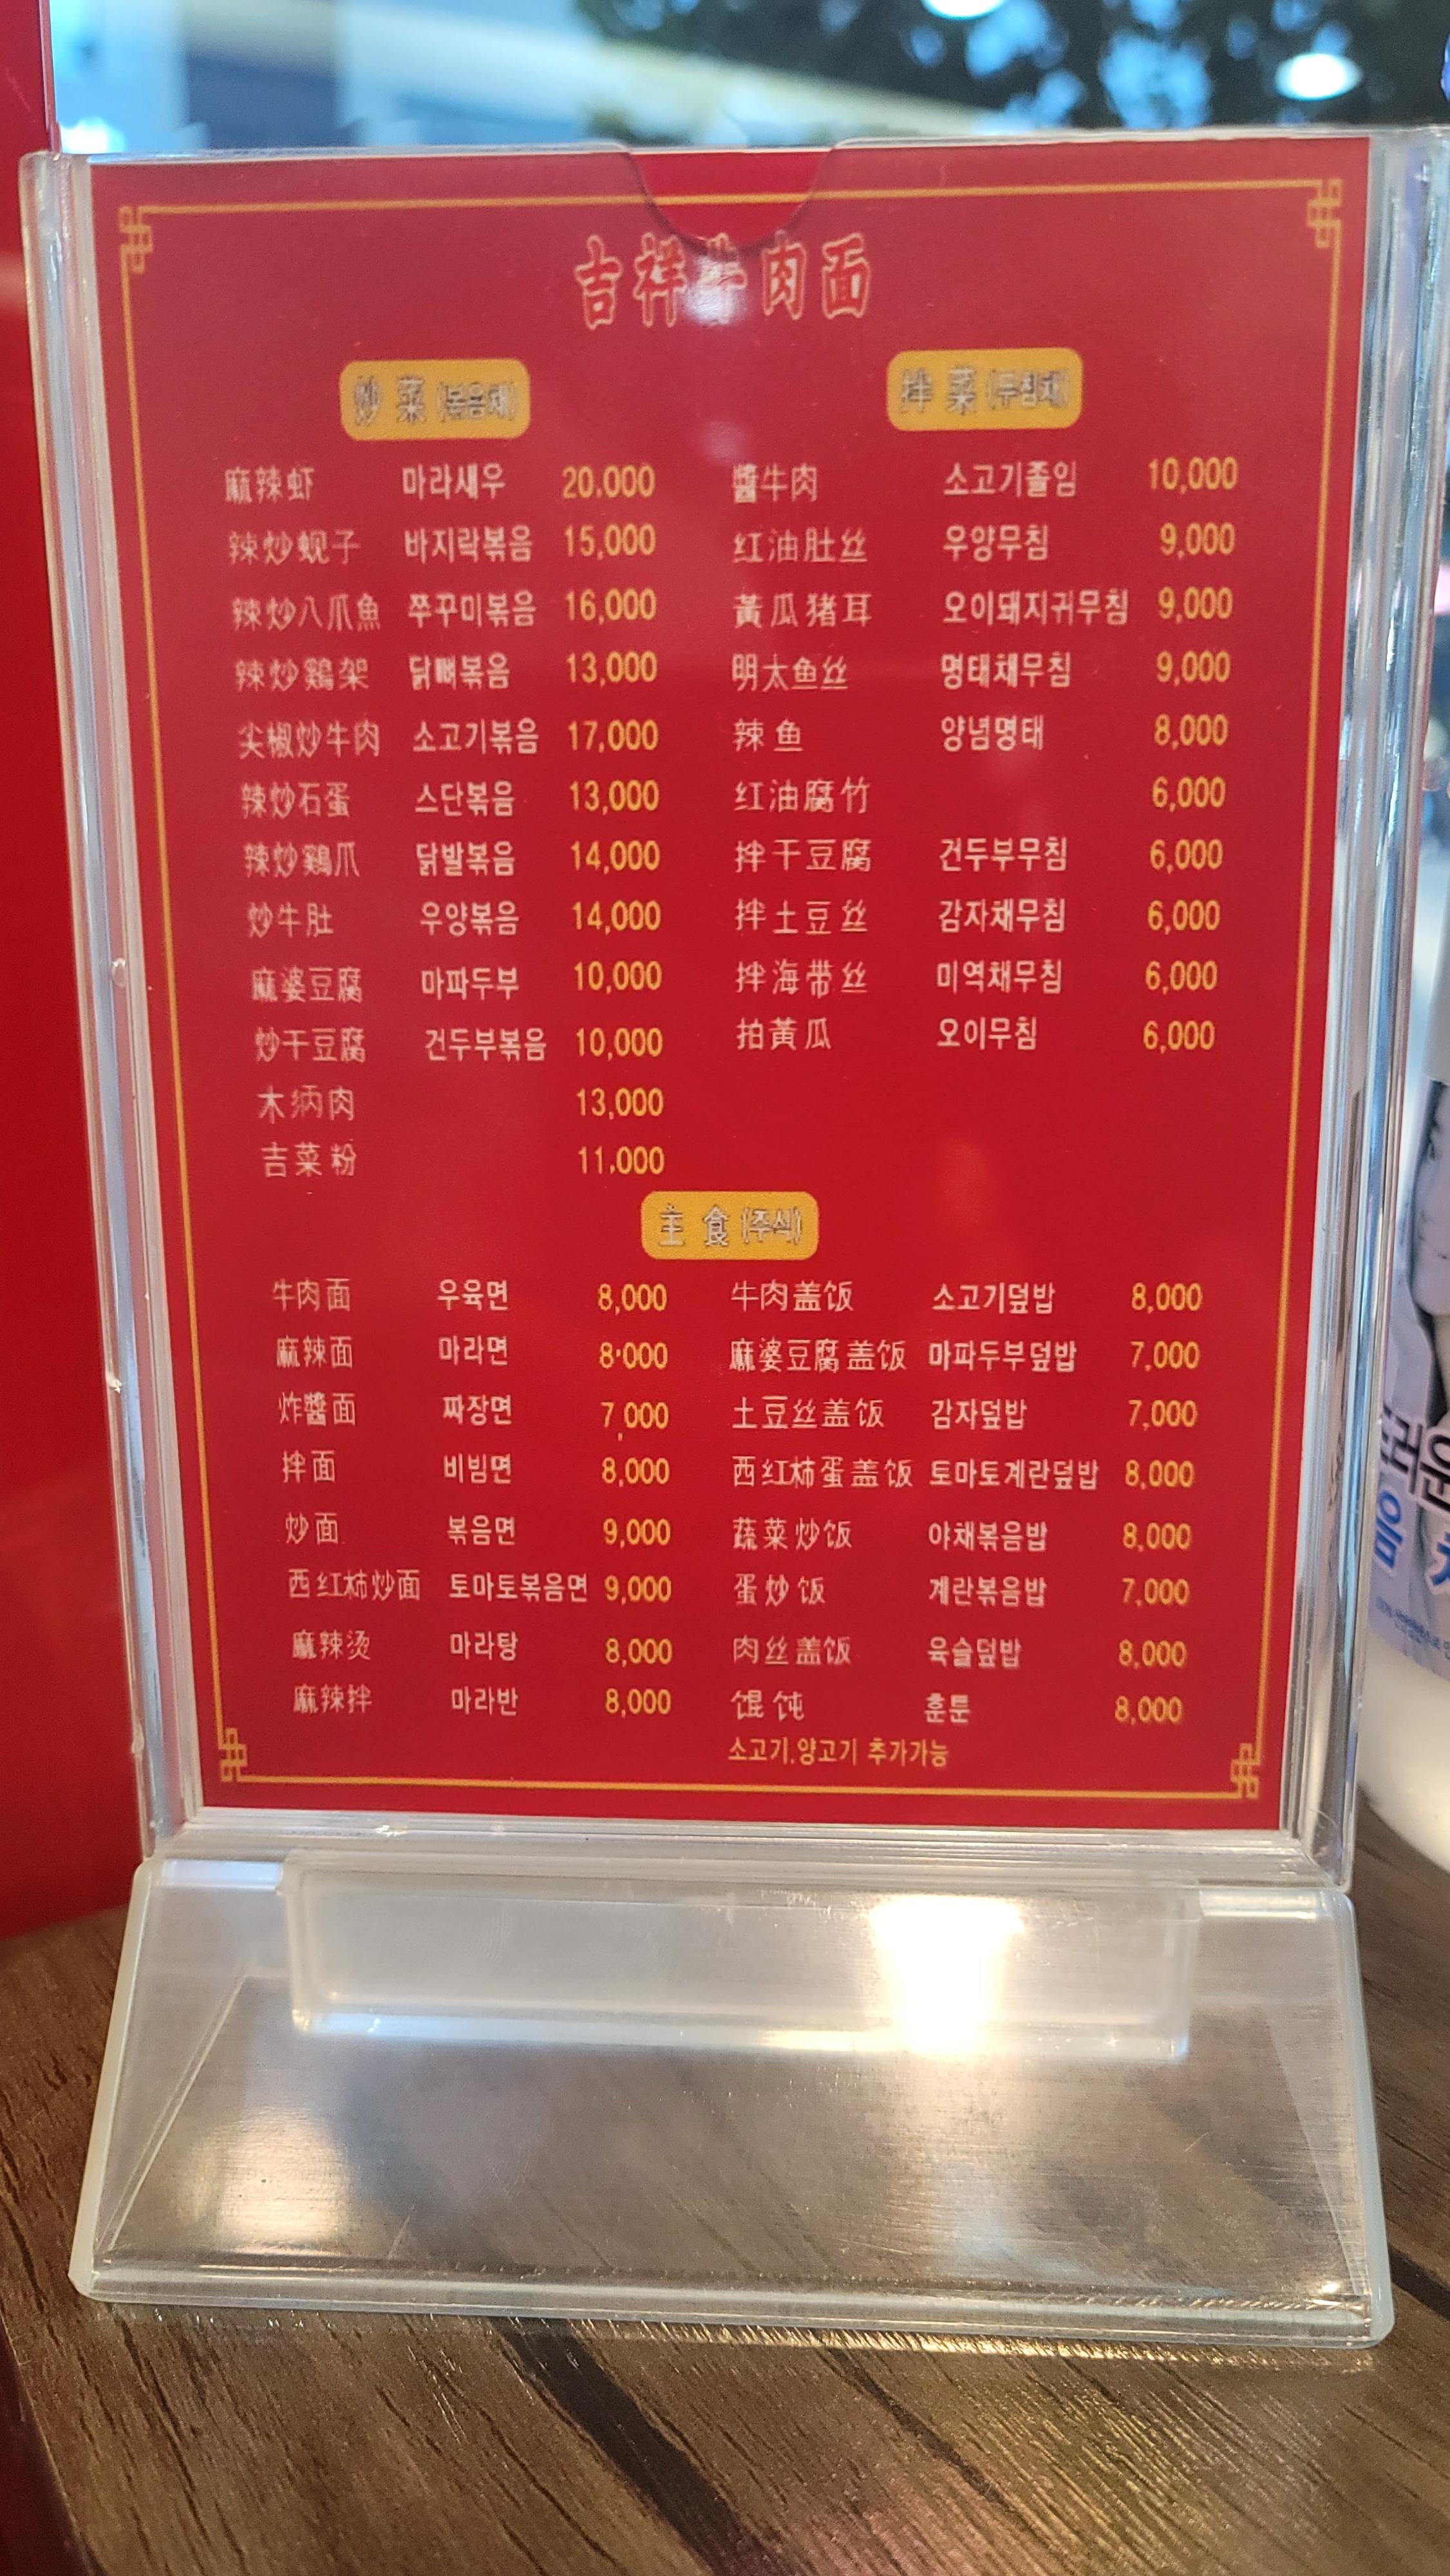 吉祥牛肉面
炒菜 (볶음채)
麻辣虾 마라새우 20.000
辣炒蚬子 바지락볶음 15,000
辣炒八爪魚 쭈꾸미볶음 16,000
辣炒鷄架 닭뼈볶음 13,000
尖椒炒牛肉 소고기볶음 17,000
辣炒石蛋 스단볶음 13,000
辣炒鷄爪 닭발볶음 14,000
炒牛肚 우양볶음 14,000
麻婆豆腐 마파두부 10,000
炒干豆腐 건두부볶음 10,000
木焫肉 13,000
吉菜粉 11.000
拌菜 (무침채)
醬牛肉 소고기졸임 10,000
红油肚丝 우양무침 9,000
黃瓜猪耳 오이돼지귀무침 9,000
明太鱼丝 명태채무침 9,000
辣鱼 양념명태 8,000
红油腐竹 6,000
拌干豆腐 건두부무침 6,000
拌土豆丝 감자채무침 6,000
拌海带丝 미역채무침 6,000
拍黃瓜 오이무침 6,000
主食 (주식)
牛肉面 우육면 8,000
麻辣面 마라면 8·000
炸醬面 짜장면 7,000
拌面 비빔면 8,000
炒面 볶음면 9,000
西红柿炒面 토마토볶음면 9,000
麻辣烫 마라탕 8,000
麻辣拌 마라반 8,000
牛肉盖饭 소고기덮밥 8,000
麻婆豆腐盖饭 마파두부덮밥 7,000
土豆丝盖饭 감자덮밥 7,000
西红柿蛋盖饭 토마토계란덮밥 8,000
蔬菜炒饭 야채볶음밥 8,000
蛋炒饭 계란볶음밥 7,000
肉丝盖饭 육슬덮밥 8,000
馄饨 훈툰 8,000
소고기.양고기 추가가능